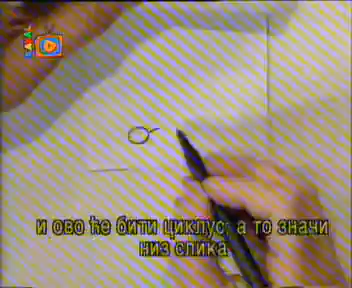 и ово ће бити циклус, а то значи
низ слика